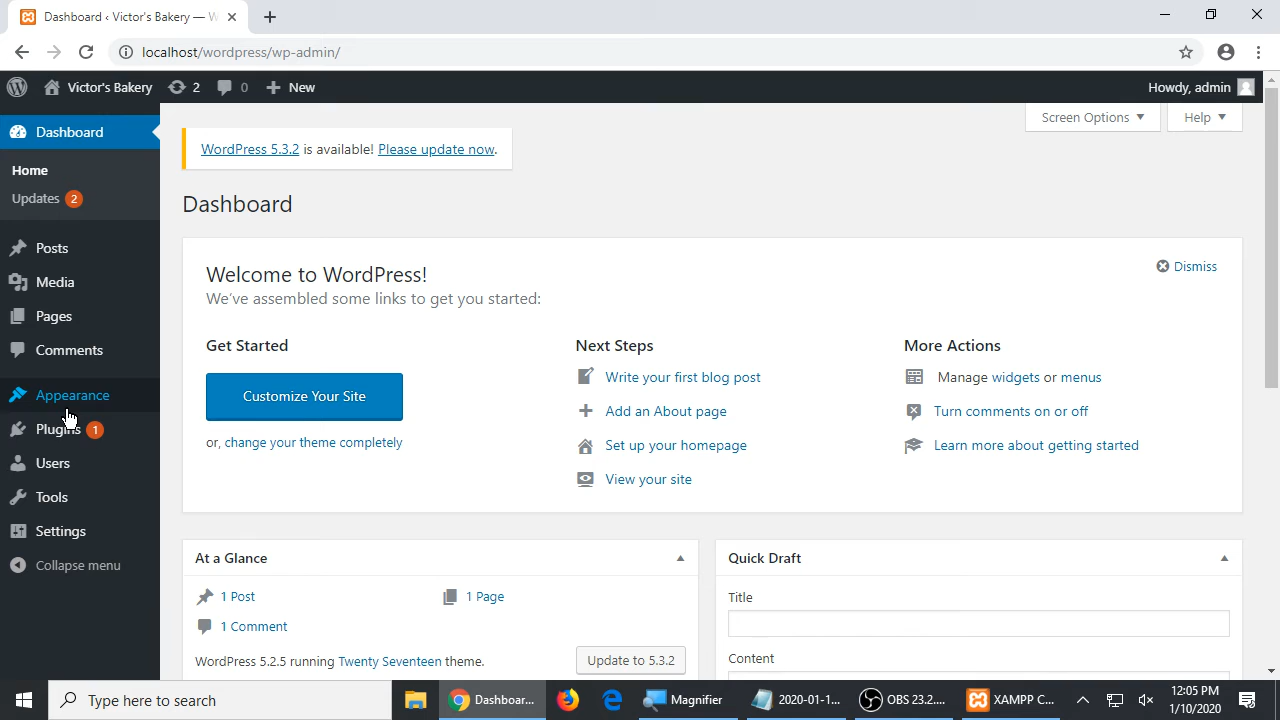 Dashboard ‹ Victor's Bakery — W
localhost/wordpress/wp-admin/
Victor's Bakery 2 0 New Howdy, admin
Screen Options Help
Dashboard
Home
Updates 2
Posts
Media
Pages
Comments
Appearance
Plugins 1
Users
Tools
Settings
Collapse menu
WordPress 5.3.2 is available! Please update now.
Dashboard
Welcome to WordPress!
We've assembled some links to get you started:
Dismiss
Get Started
Customize Your Site
or, change your theme completely
Next Steps
Write your first blog post
Add an About page
Set up your homepage
View your site
More Actions
Manage widgets or menus
Turn comments on or off
Learn more about getting started
At a Glance
1 Post
1 Page
1 Comment
WordPress 5.2.5 running Twenty Seventeen theme.
Update to 5.3.2
Quick Draft
Title
Content
Type here to search
Dashboar...
Magnifier
2020-01-1...
OBS 23.2....
XAMPP C...
12:05 PM
1/10/2020